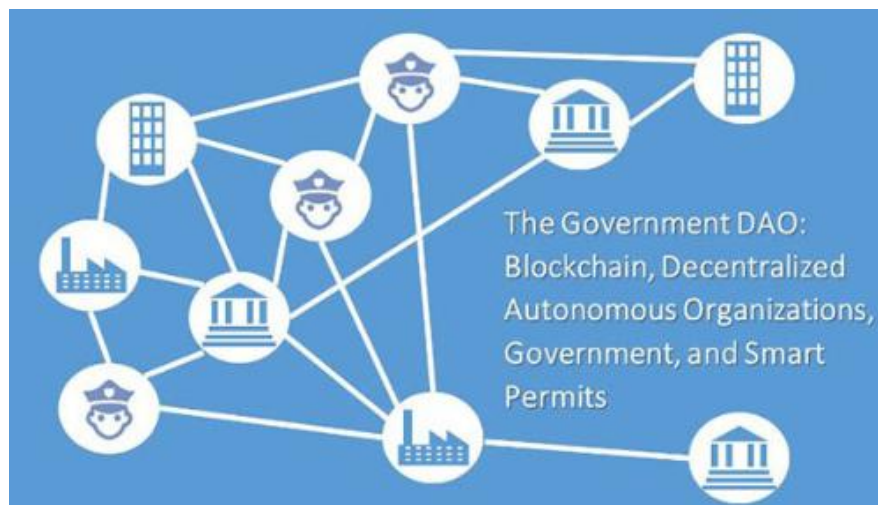 The Government DAO:
Blockchain, Decentralized
Autonomous Organizations,
Government, and Smart
Permits